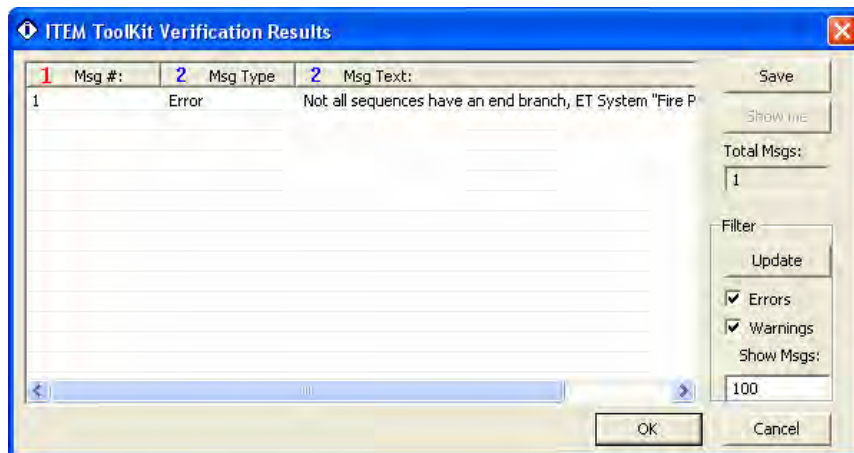 ITEM ToolKit Verification Results
1 Msg #: 2 Msg Type 2 Msg Text:
1 Error Not all sequences have an end branch, ET System "Fire P
Save
Show me
Total Msgs:
1
Filter
Update
Errors
Warnings
Show Msgs:
100
OK Cancel